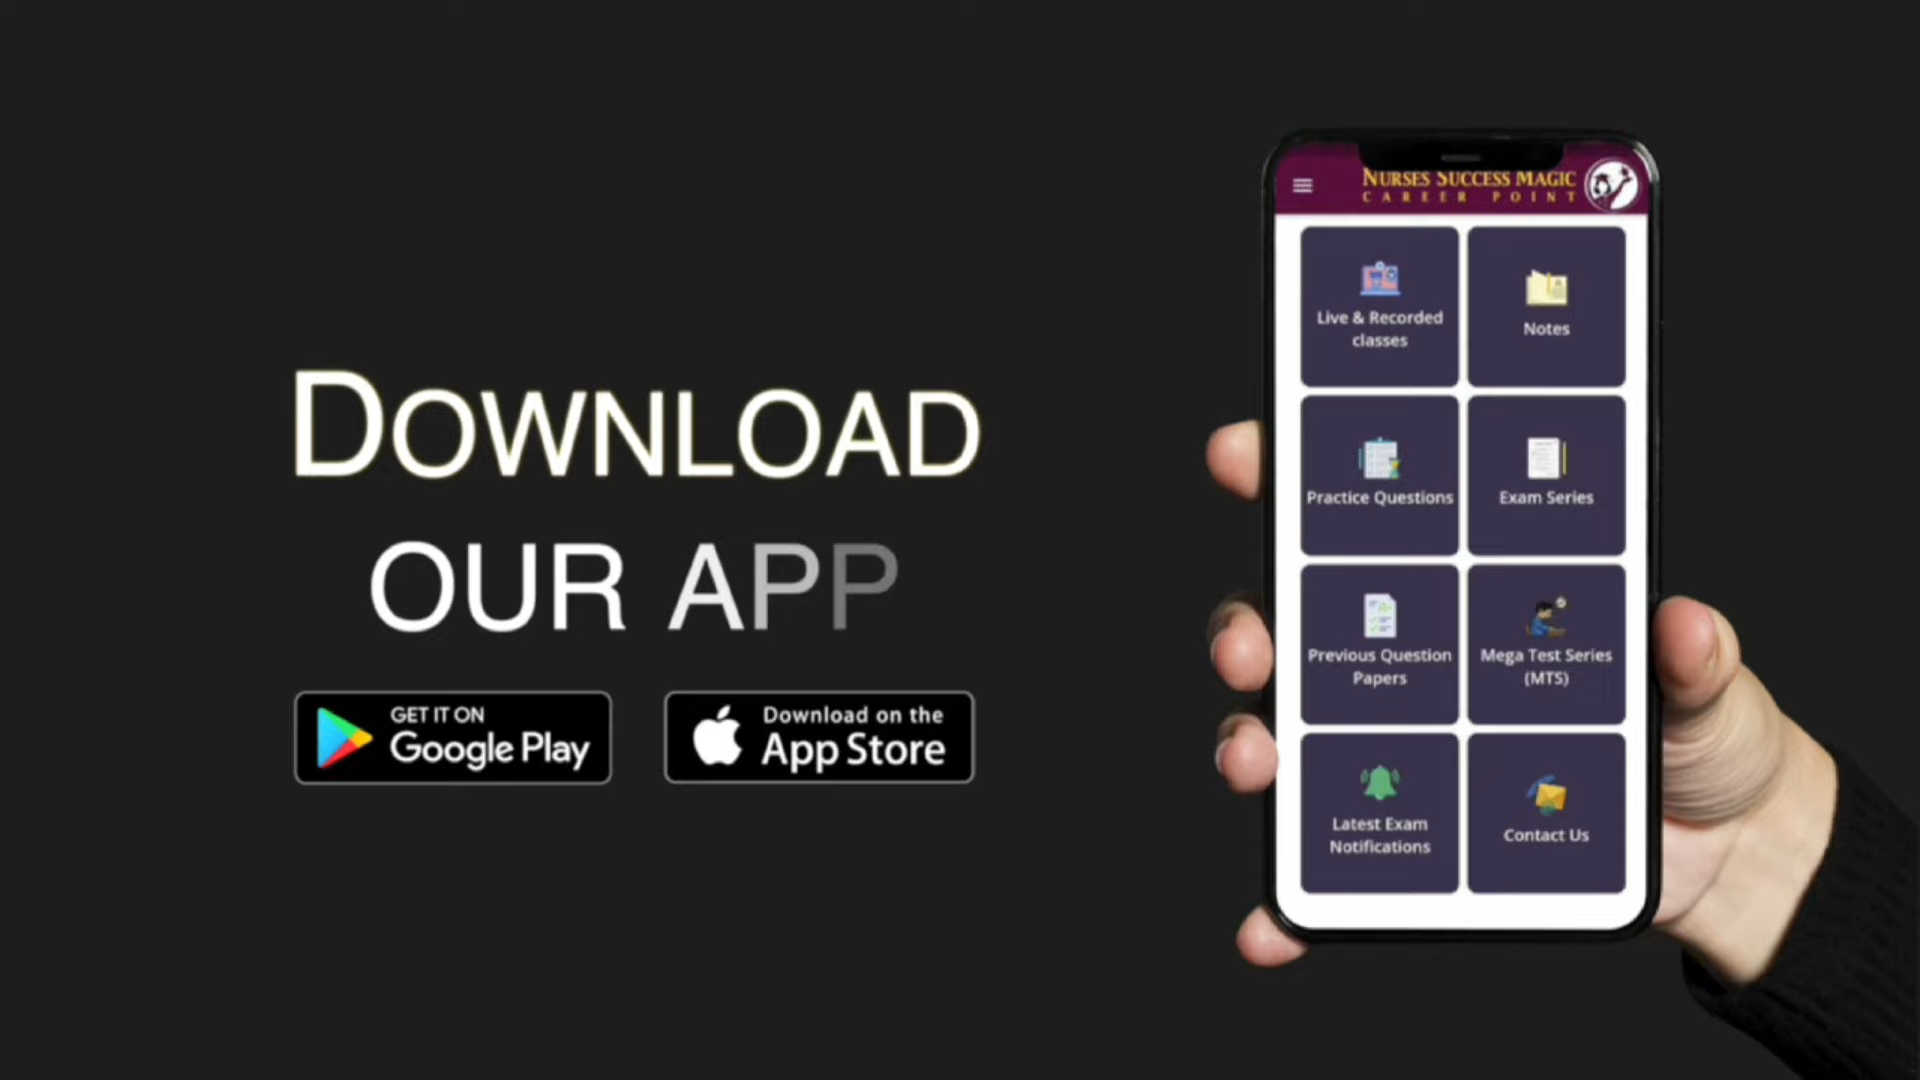 DOWNLOAD
OUR APP
GET IT ON
Google Play
Download on the
App Store
NURSES SUCCESS MAGIC
CAREER POINT
Live & Recorded
classes
Notes
Practice Questions
Exam Series
Previous Question
Papers
Mega Test Series
(MTS)
Latest Exam
Notifications
Contact Us